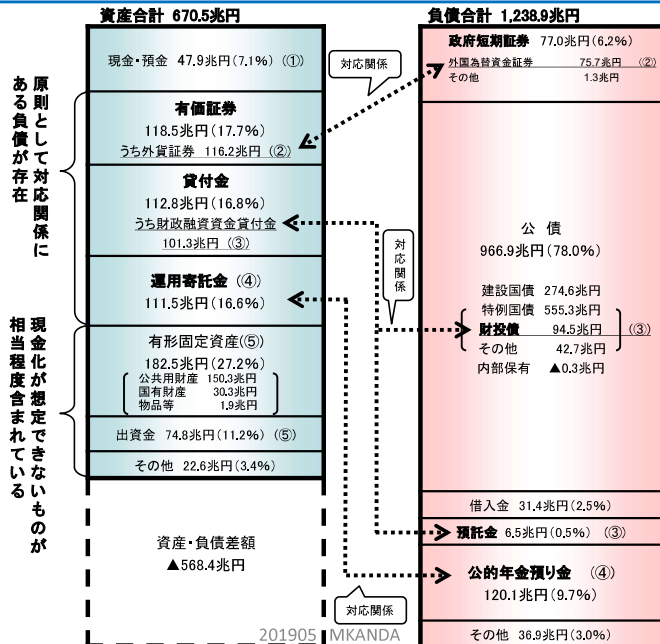 資産合計 670.5兆円
現金・預金 47.9兆円(7.1%) (①)
有価証券
118.5兆円(17.7%)
うち外貨証券 116.2兆円 (②)
貸付金
112.8兆円(16.8%)
うち財政融資資金貸付金
101.3兆円 (③)
運用寄託金 (④)
111.5兆円(16.6%)
有形固定資産(⑤)
182.5兆円(27.2%)
公共用財産 150.3兆円
国有財産 30.3兆円
物品等 1.9兆円
出資金 74.8兆円(11.2%) (⑤)
その他 22.6兆円(3.4%)
資産・負債差額
▲568.4兆円
原則として対応関係に
ある負債が存在
現金化が想定できないものが
相当程度含まれている
対応関係
対応関係
対応関係
負債合計 1,238.9兆円
政府短期証券 77.0兆円(6.2%)
外国為替資金証券 75.7兆円 (②)
その他 1.3兆円
公 債
966.9兆円(78.0%)
建設国債 274.6兆円
特例国債 555.3兆円
財投債 94.5兆円 (③)
その他 42.7兆円
内部保有 ▲0.3兆円
借入金 31.4兆円(2.5%)
預託金 6.5兆円(0.5%) (③)
公的年金預り金 (④)
120.1兆円(9.7%)
その他 36.9兆円(3.0%)
201905 MKANDA